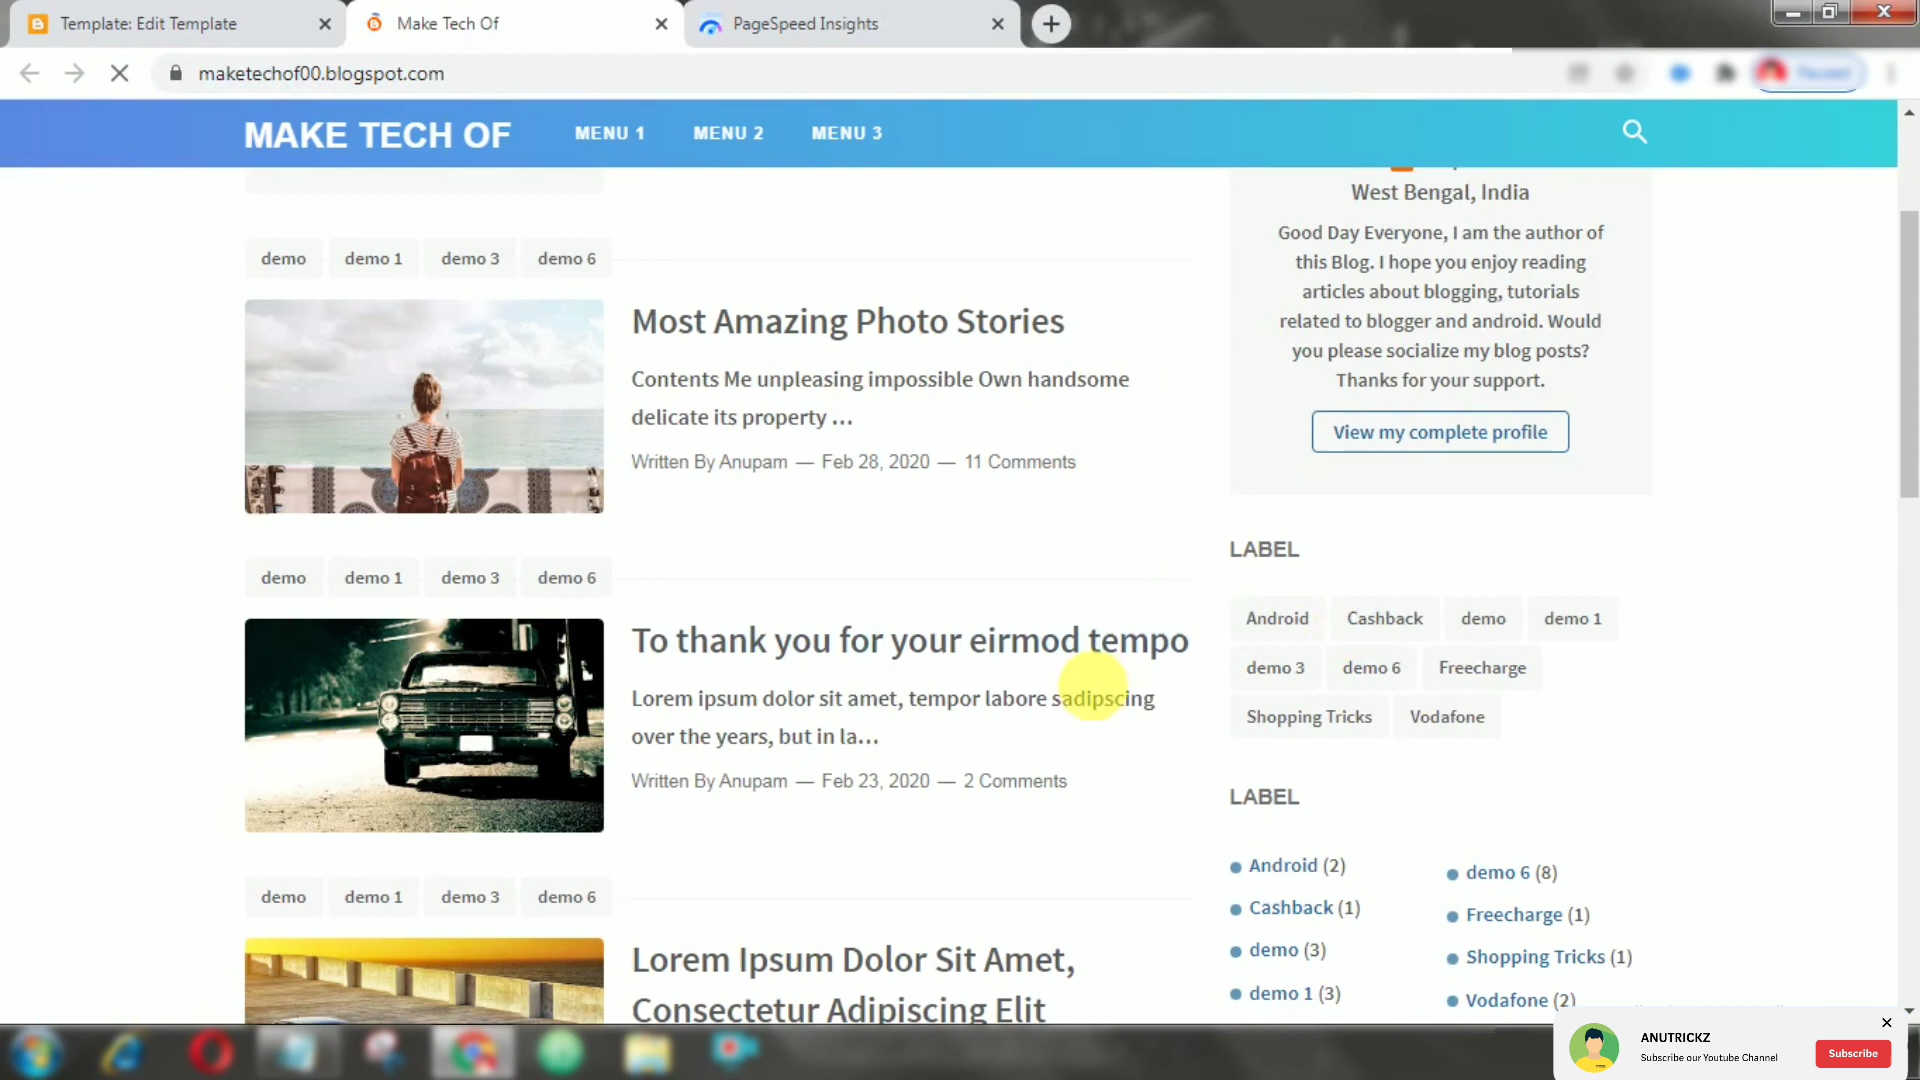 Template: Edit Template
Make Tech Of
PageSpeed Insights
maketechof00.blogspot.com
Paused
MAKE TECH OF
MENU 1
MENU 2
MENU 3
West Bengal, India
Good Day Everyone, I am the author of
this Blog. I hope you enjoy reading
articles about blogging, tutorials
related to blogger and android. Would
you please socialize my blog posts?
Thanks for your support.
View my complete profile
demo
demo 1
demo 3
demo 6
Most Amazing Photo Stories
Contents Me unpleasing impossible Own handsome
delicate its property ...
Written By Anupam — Feb 28, 2020 — 11 Comments
demo
demo 1
demo 3
demo 6
To thank you for your eirmod tempo
Lorem ipsum dolor sit amet, tempor labore sadipscing
over the years, but in la...
Written By Anupam — Feb 23, 2020 — 2 Comments
demo
demo 1
demo 3
demo 6
Lorem Ipsum Dolor Sit Amet,
Consectetur Adipiscing Elit
LABEL
Android
Cashback
demo
demo 1
demo 3
demo 6
Freecharge
Shopping Tricks
Vodafone
LABEL
Android (2)
Cashback (1)
demo (3)
demo 1 (3)
demo 6 (8)
Freecharge (1)
Shopping Tricks (1)
Vodafone (2)
ANUTRICKZ
Subscribe our Youtube Channel
Subscribe